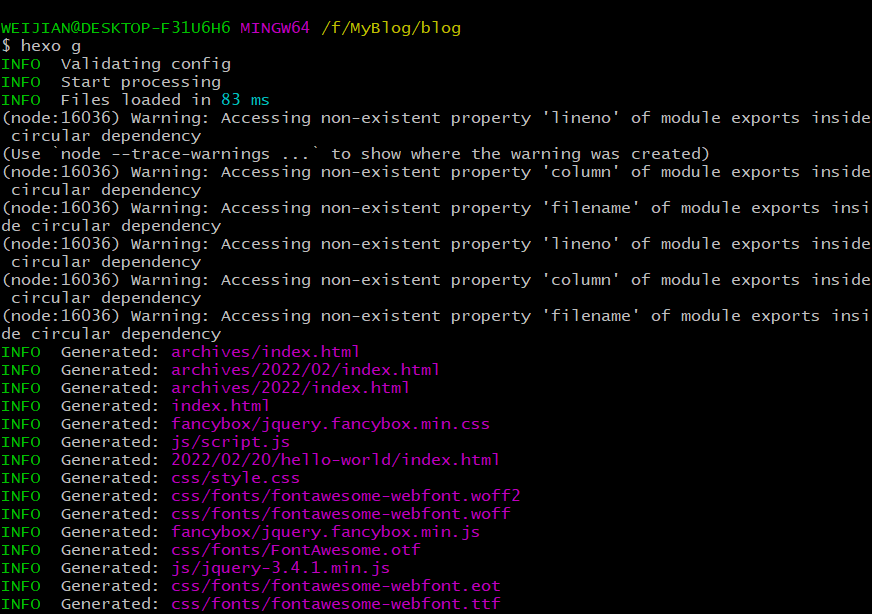 WEIJIAN@DESKTOP-F31U6H6 MINGW64 /f/MyBlog/blog
$ hexo g
INFO  Validating config
INFO  Start processing
INFO  Files loaded in 83 ms
(node:16036) Warning: Accessing non-existent property 'lineno' of module exports inside
 circular dependency
(Use `node --trace-warnings ...` to show where the warning was created)
(node:16036) Warning: Accessing non-existent property 'column' of module exports inside
 circular dependency
(node:16036) Warning: Accessing non-existent property 'filename' of module exports insi
de circular dependency
(node:16036) Warning: Accessing non-existent property 'lineno' of module exports inside
 circular dependency
(node:16036) Warning: Accessing non-existent property 'column' of module exports inside
 circular dependency
(node:16036) Warning: Accessing non-existent property 'filename' of module exports insi
de circular dependency
INFO  Generated: archives/index.html
INFO  Generated: archives/2022/02/index.html
INFO  Generated: archives/2022/index.html
INFO  Generated: index.html
INFO  Generated: fancybox/jquery.fancybox.min.css
INFO  Generated: js/script.js
INFO  Generated: 2022/02/20/hello-world/index.html
INFO  Generated: css/style.css
INFO  Generated: css/fonts/fontawesome-webfont.woff2
INFO  Generated: css/fonts/fontawesome-webfont.woff
INFO  Generated: fancybox/jquery.fancybox.min.js
INFO  Generated: css/fonts/FontAwesome.otf
INFO  Generated: js/jquery-3.4.1.min.js
INFO  Generated: css/fonts/fontawesome-webfont.eot
INFO  Generated: css/fonts/fontawesome-webfont.ttf